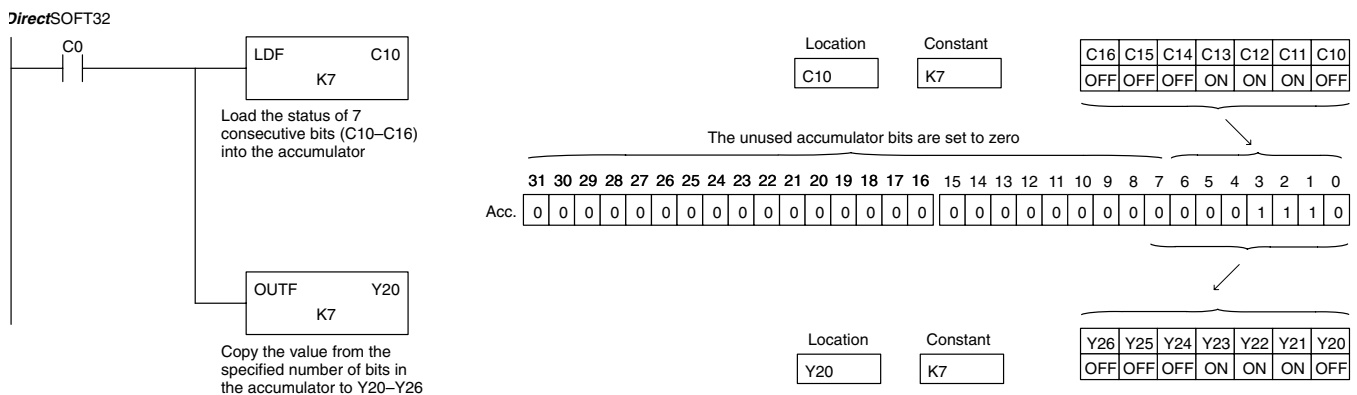 DirectSOFT32
C0
LDF C10
K7
Load the status of 7
consecutive bits (C10–C16)
into the accumulator
Location Constant
C10 K7
C16 C15 C14 C13 C12 C11 C10
OFF OFF OFF ON ON ON OFF
The unused accumulator bits are set to zero
31 30 29 28 27 26 25 24 23 22 21 20 19 18 17 16 15 14 13 12 11 10 9 8 7 6 5 4 3 2 1 0
Acc. 0 0 0 0 0 0 0 0 0 0 0 0 0 0 0 0 0 0 0 0 0 0 0 0 0 0 0 0 1 1 1 0
OUTF Y20
K7
Copy the value from the
specified number of bits in
the accumulator to Y20–Y26
Location Constant
Y20 K7
Y26 Y25 Y24 Y23 Y22 Y21 Y20
OFF OFF OFF ON ON ON OFF